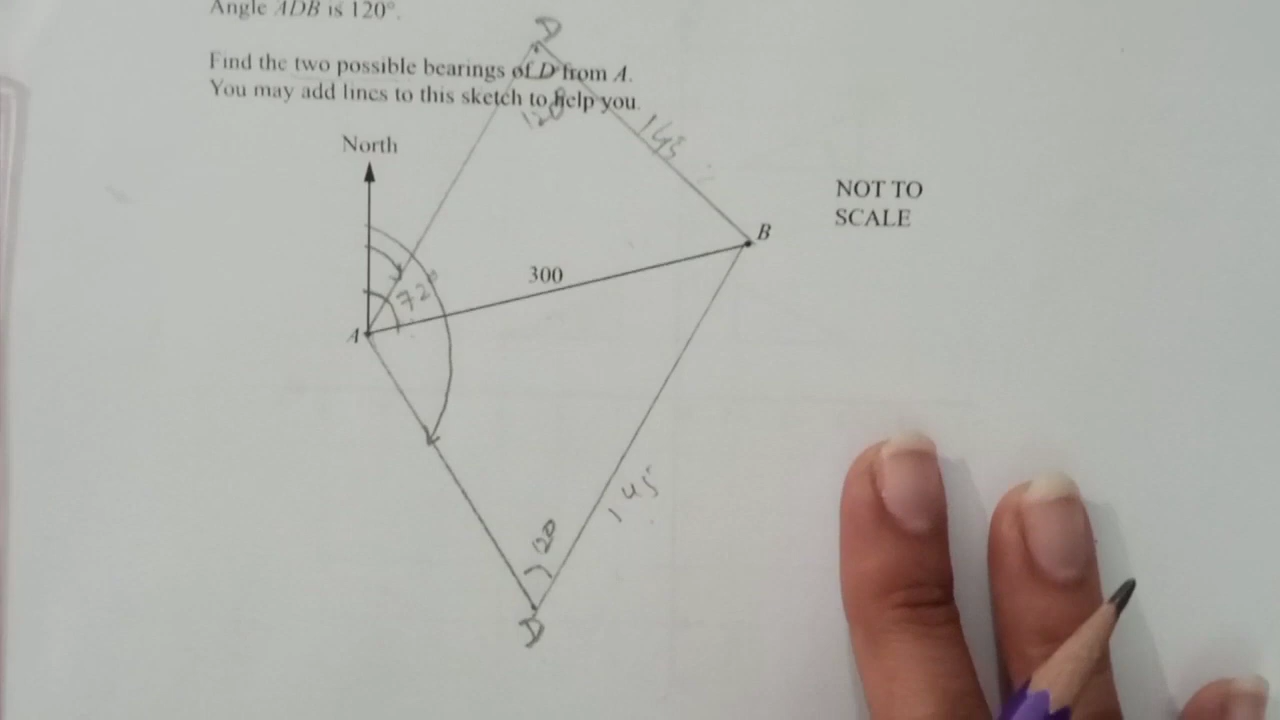 Angle ADB is 120°.
D
Find the two possible bearings of D from A.
You may add lines to this sketch to help you.
120
145
North
NOT TO
SCALE
B
300
72°
A
145
120
D